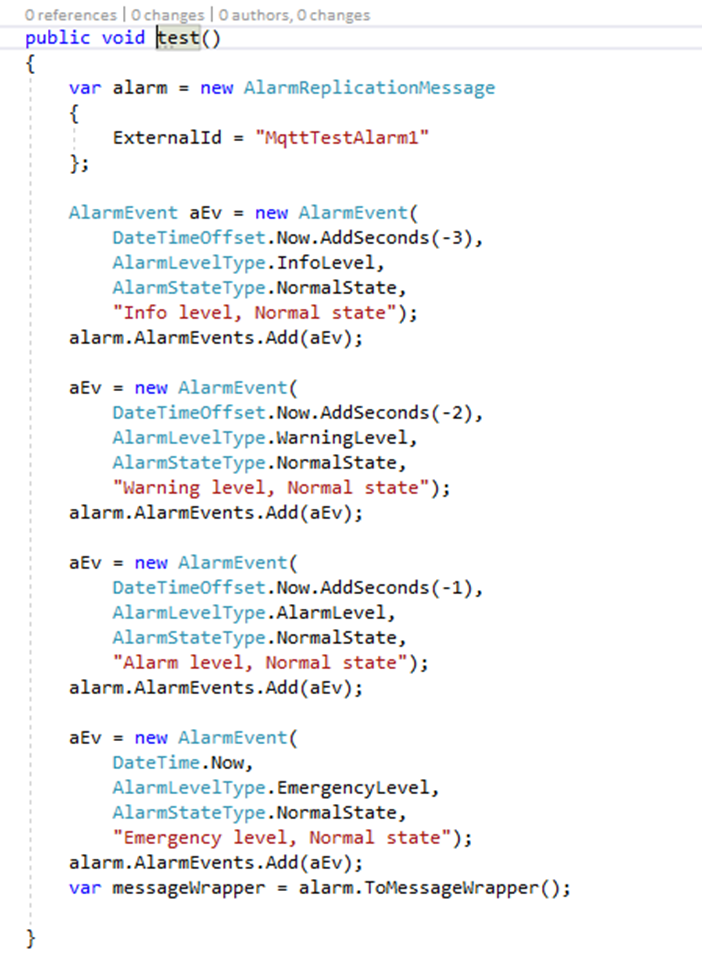 0 references | 0 changes | 0 authors, 0 changes
public void test()
{
    var alarm = new AlarmReplicationMessage
    {
        ExternalId = "MqttTestAlarm1"
    };

    AlarmEvent aEv = new AlarmEvent(
        DateTimeOffset.Now.AddSeconds(-3),
        AlarmLevelType.InfoLevel,
        AlarmStateType.NormalState,
        "Info level, Normal state");
    alarm.AlarmEvents.Add(aEv);

    aEv = new AlarmEvent(
        DateTimeOffset.Now.AddSeconds(-2),
        AlarmLevelType.WarningLevel,
        AlarmStateType.NormalState,
        "Warning level, Normal state");
    alarm.AlarmEvents.Add(aEv);

    aEv = new AlarmEvent(
        DateTimeOffset.Now.AddSeconds(-1),
        AlarmLevelType.AlarmLevel,
        AlarmStateType.NormalState,
        "Alarm level, Normal state");
    alarm.AlarmEvents.Add(aEv);

    aEv = new AlarmEvent(
        DateTime.Now,
        AlarmLevelType.EmergencyLevel,
        AlarmStateType.NormalState,
        "Emergency level, Normal state");
    alarm.AlarmEvents.Add(aEv);
    var messageWrapper = alarm.ToMessageWrapper();

}